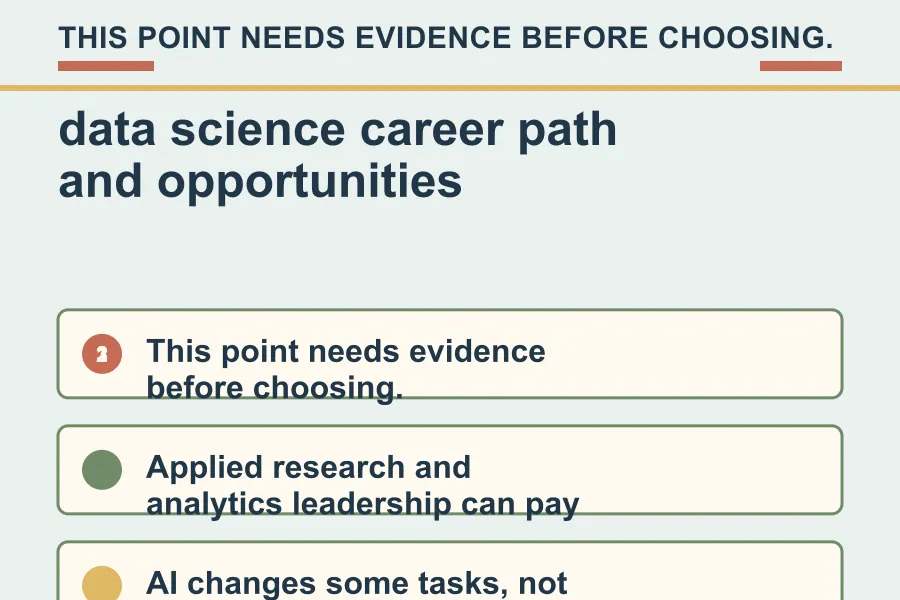 THIS POINT NEEDS EVIDENCE BEFORE CHOOSING.
data science career path
and opportunities
This point needs evidence
before choosing.
Applied research and
analytics leadership can pay
AI changes some tasks, not